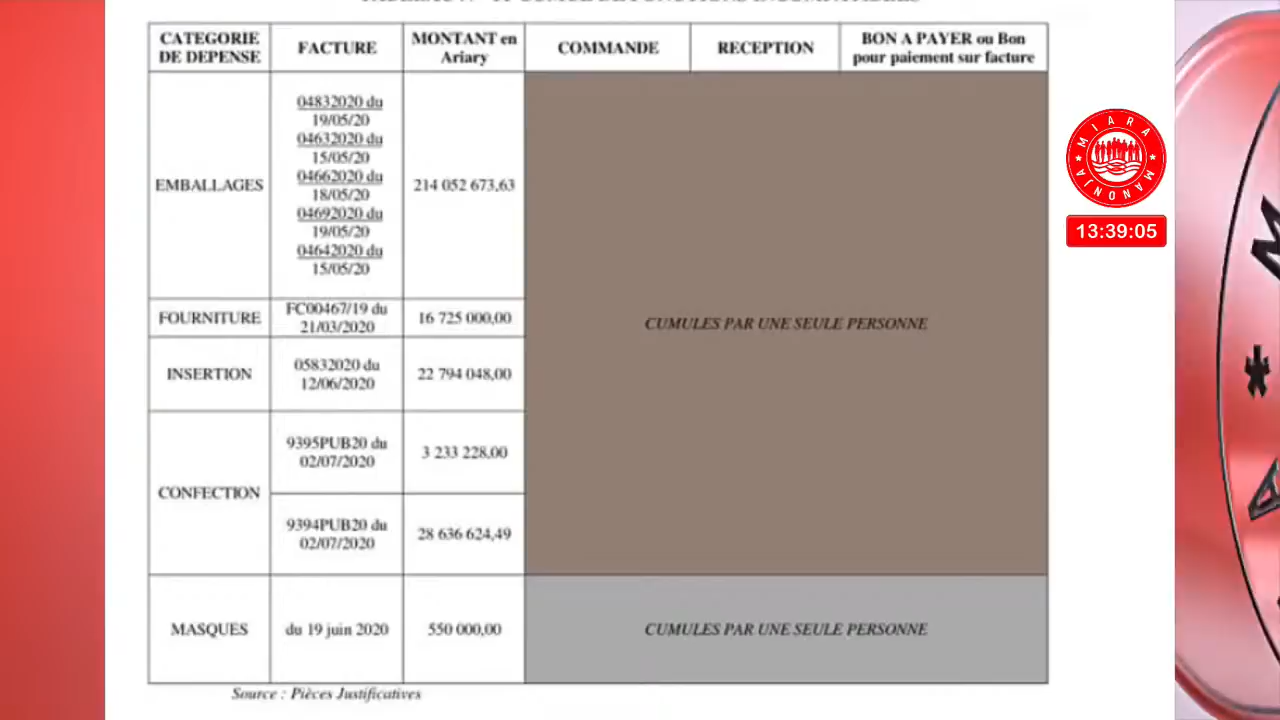 CATEGORIE DE DEPENSE
FACTURE
MONTANT en Ariary
COMMANDE
RECEPTION
BON A PAYER ou Bon pour paiement sur facture
EMBALLAGES
04832020 du
19/05/20
04632020 du
15/05/20
04662020 du
18/05/20
04692020 du
19/05/20
04642020 du
15/05/20
214 052 673,63
CUMULES PAR UNE SEULE PERSONNE
FOURNITURE
FC00467/19 du
21/03/2020
16 725 000,00
INSERTION
05832020 du
12/06/2020
22 794 048,00
CONFECTION
9395PUB20 du
02/07/2020
3 233 228,00
9394PUB20 du
02/07/2020
28 636 624,49
MASQUES
du 19 juin 2020
550 000,00
CUMULES PAR UNE SEULE PERSONNE
Source : Pièces Justificatives
MIARA
MANONJA
13:39:05